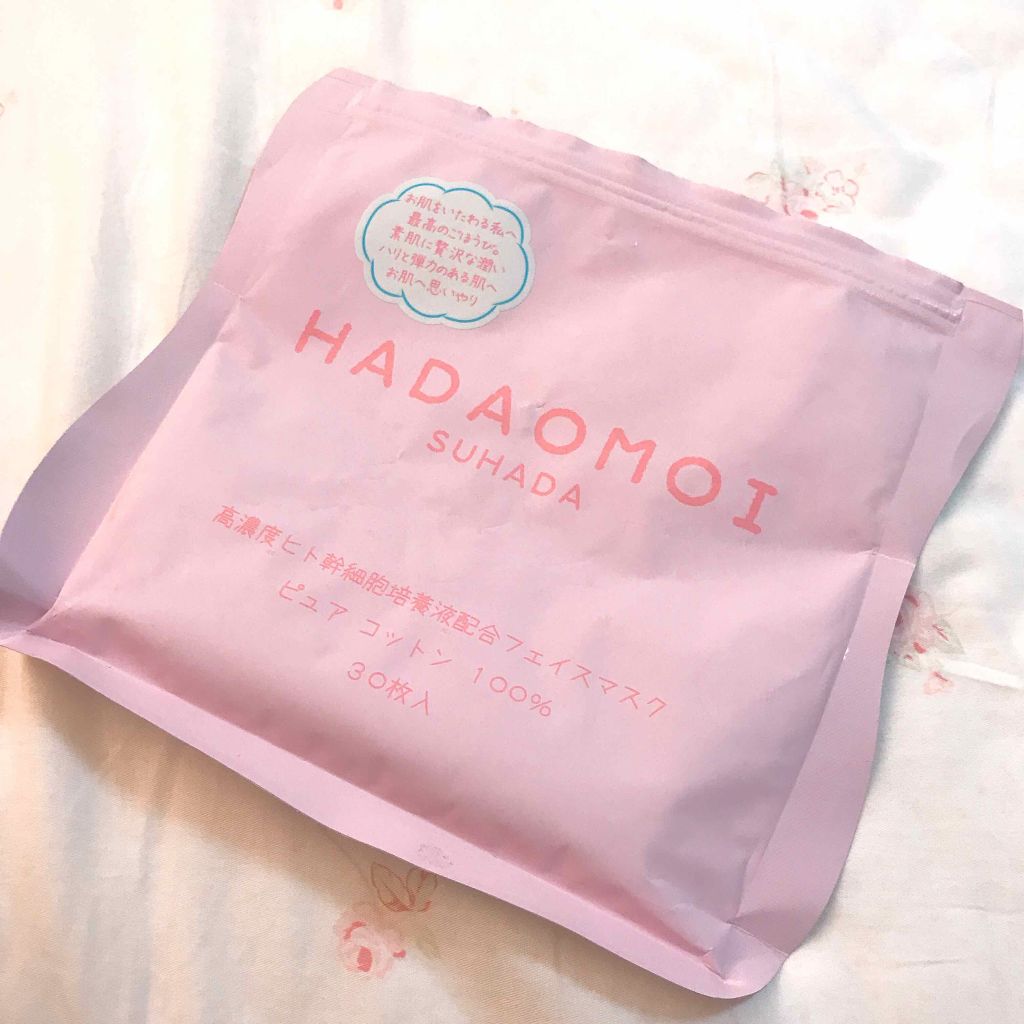 お肌をいたわる私へ
最高のごほうび。
素肌に贅沢な潤い
ハリと弾力のある肌へ
お肌へ思いやり
HADAOMOI
SUHADA
高濃度ヒト幹細胞培養液配合フェイスマスク
ピュア コットン 100%
30枚入